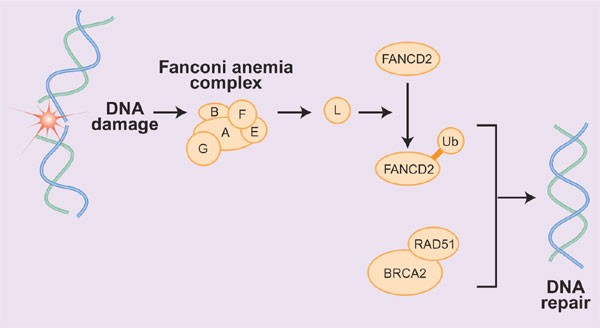 DNA
damage
Fanconi anemia
complex
B
F
A
E
G
L
FANCD2
Ub
FANCD2
RAD51
BRCA2
DNA
repair